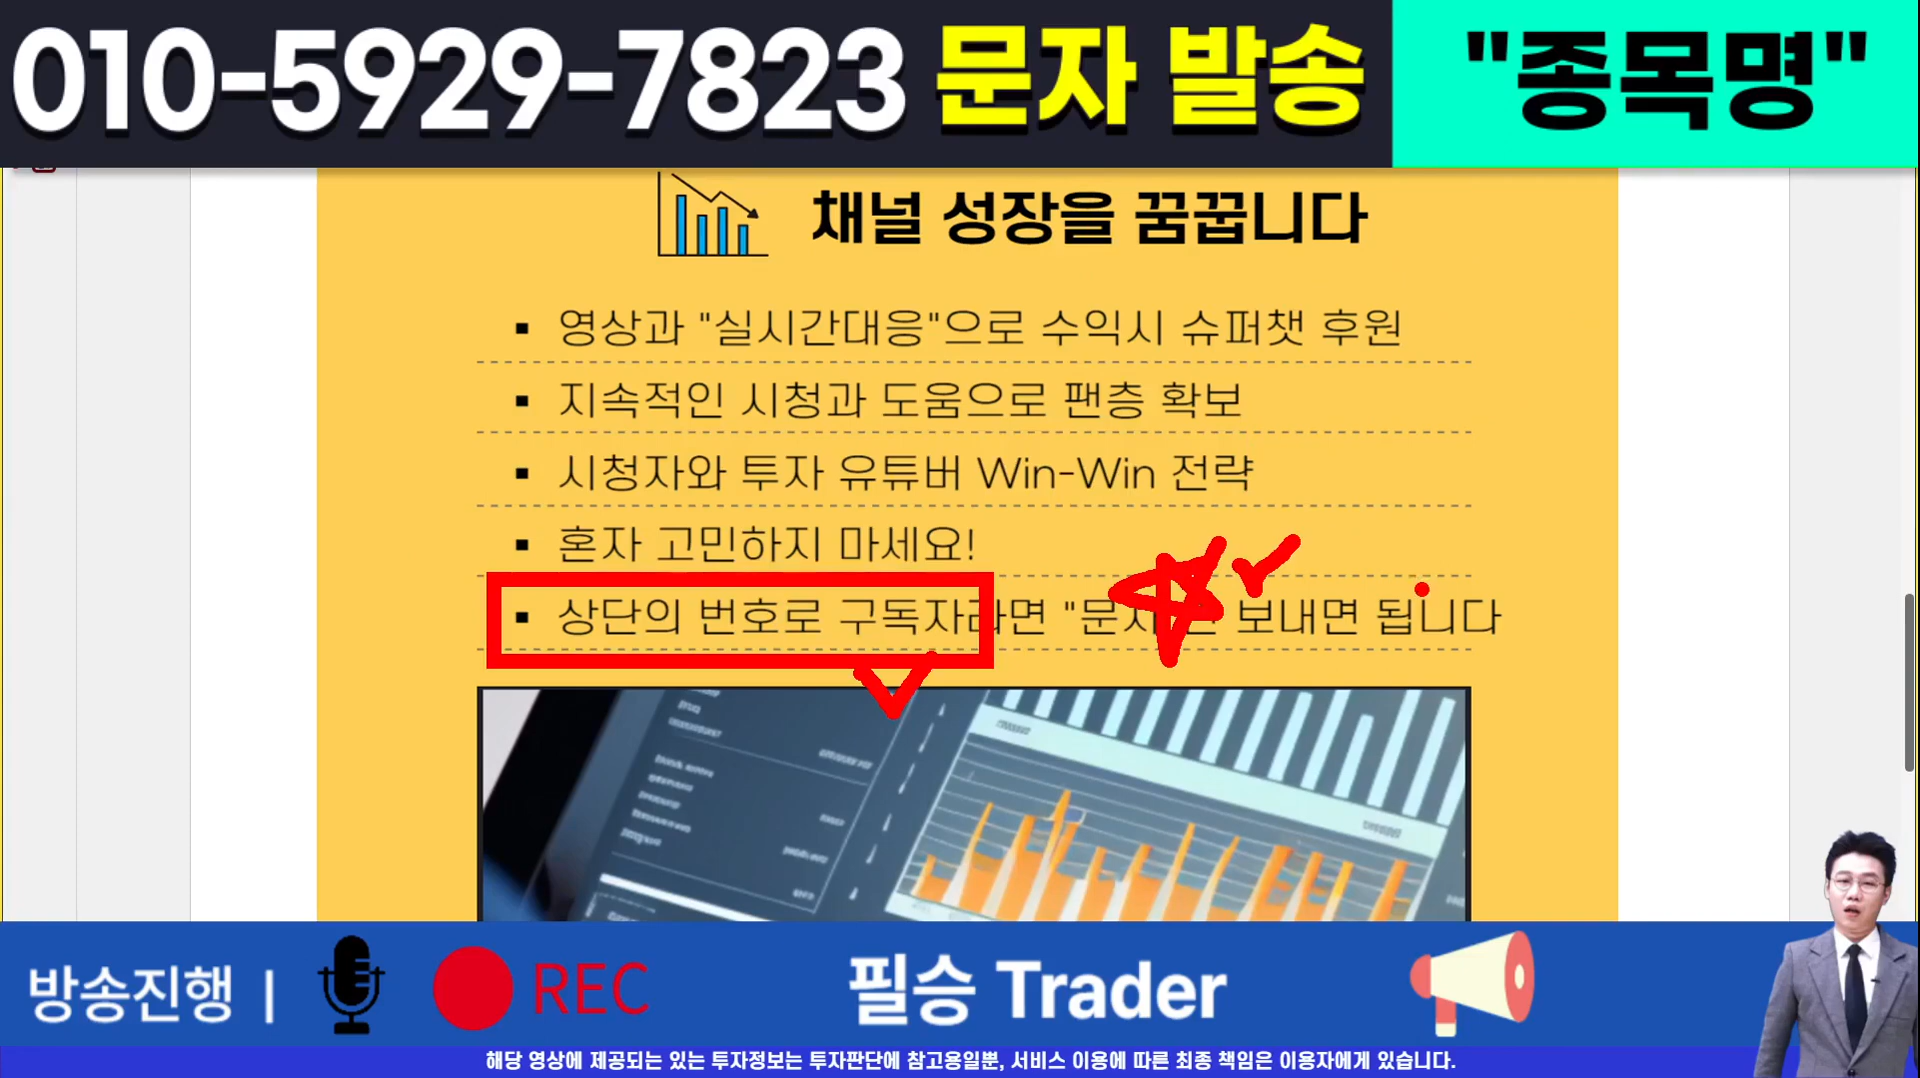 010-5929-7823 문자 발송 "종목명"
채널 성장을 꿈꿉니다
▪ 영상과 "실시간대응"으로 수익시 슈퍼챗 후원
▪ 지속적인 시청과 도움으로 팬층 확보
▪ 시청자와 투자 유튜버 Win-Win 전략
▪ 혼자 고민하지 마세요!
▪ 상단의 번호로 구독자라면 "문자" 보내면 됩니다
방송진행 | REC 필승 Trader
해당 영상에 제공되는 있는 투자정보는 투자판단에 참고용일뿐, 서비스 이용에 따른 최종 책임은 이용자에게 있습니다.